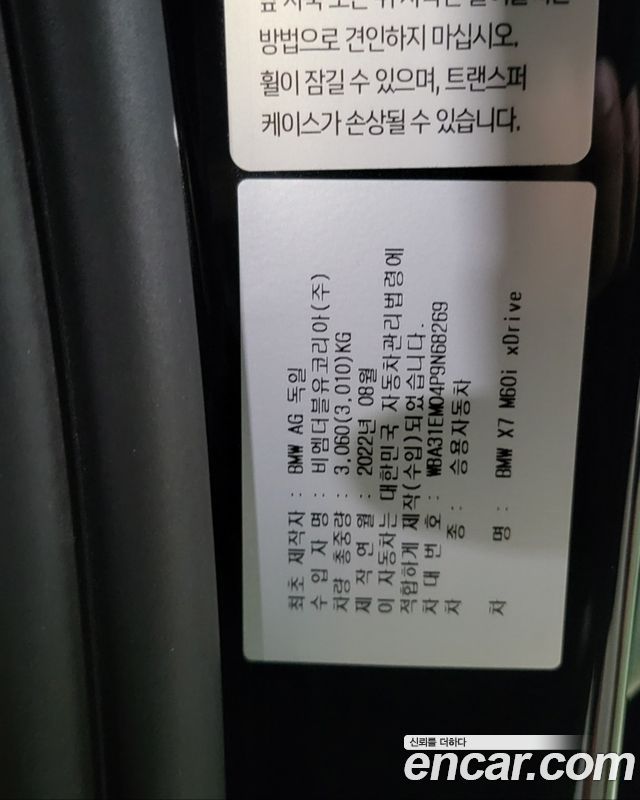 방법으로 견인하지 마십시오.
휠이 잠길 수 있으며, 트랜스퍼
케이스가 손상될 수 있습니다.
최초 제작자 : BMW AG 독일
수 입 자 명 : 비엠더블유코리아(주)
차량 총중량 : 3,060(3,010)KG
제 작 연 월 : 2022년 08월
이 자동차는 대한민국 자동차관리법령에
적합하게 제작(수입)되었습니다.
차 대 번 호 : WBA31EM04P9N68269
차 종 : 승용자동차
차 명 : BMW X7 M60i xDrive
신뢰를 더하다
encar.com